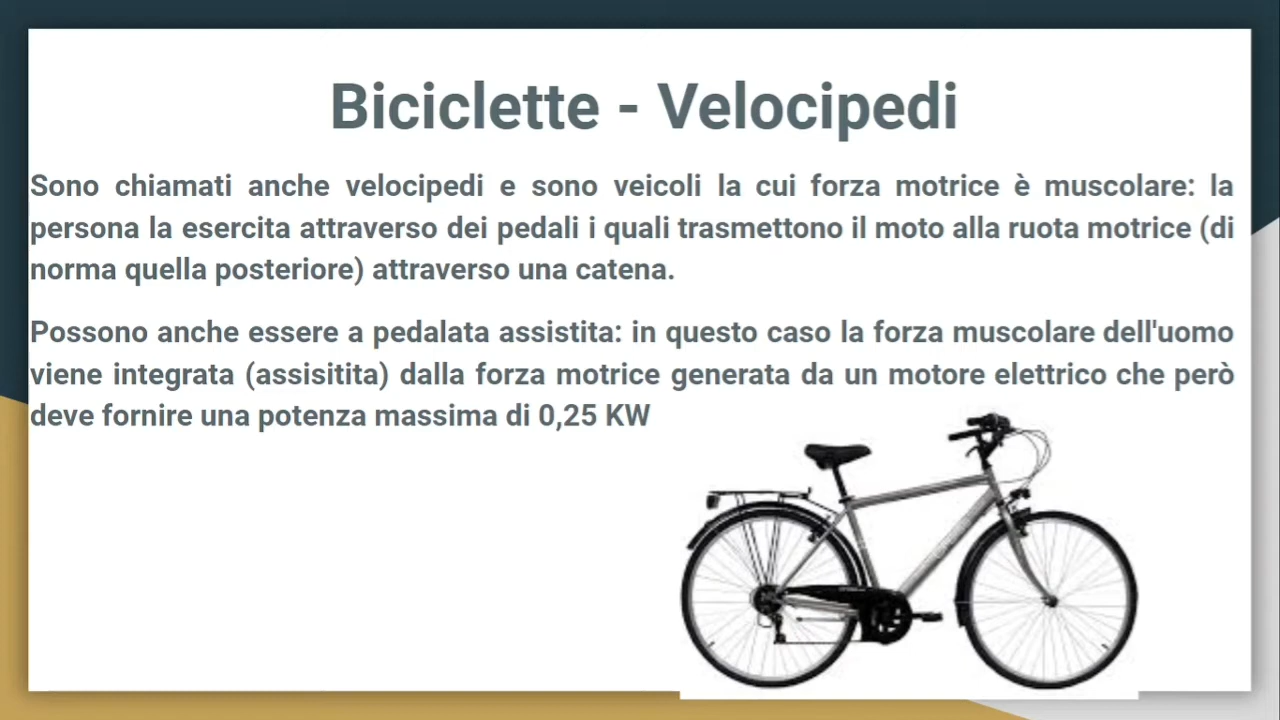 Biciclette - Velocipedi
Sono chiamati anche velocipedi e sono veicoli la cui forza motrice è muscolare: la
persona la esercita attraverso dei pedali i quali trasmettono il moto alla ruota motrice (di
norma quella posteriore) attraverso una catena.
Possono anche essere a pedalata assistita: in questo caso la forza muscolare dell'uomo
viene integrata (assisitita) dalla forza motrice generata da un motore elettrico che però
deve fornire una potenza massima di 0,25 KW